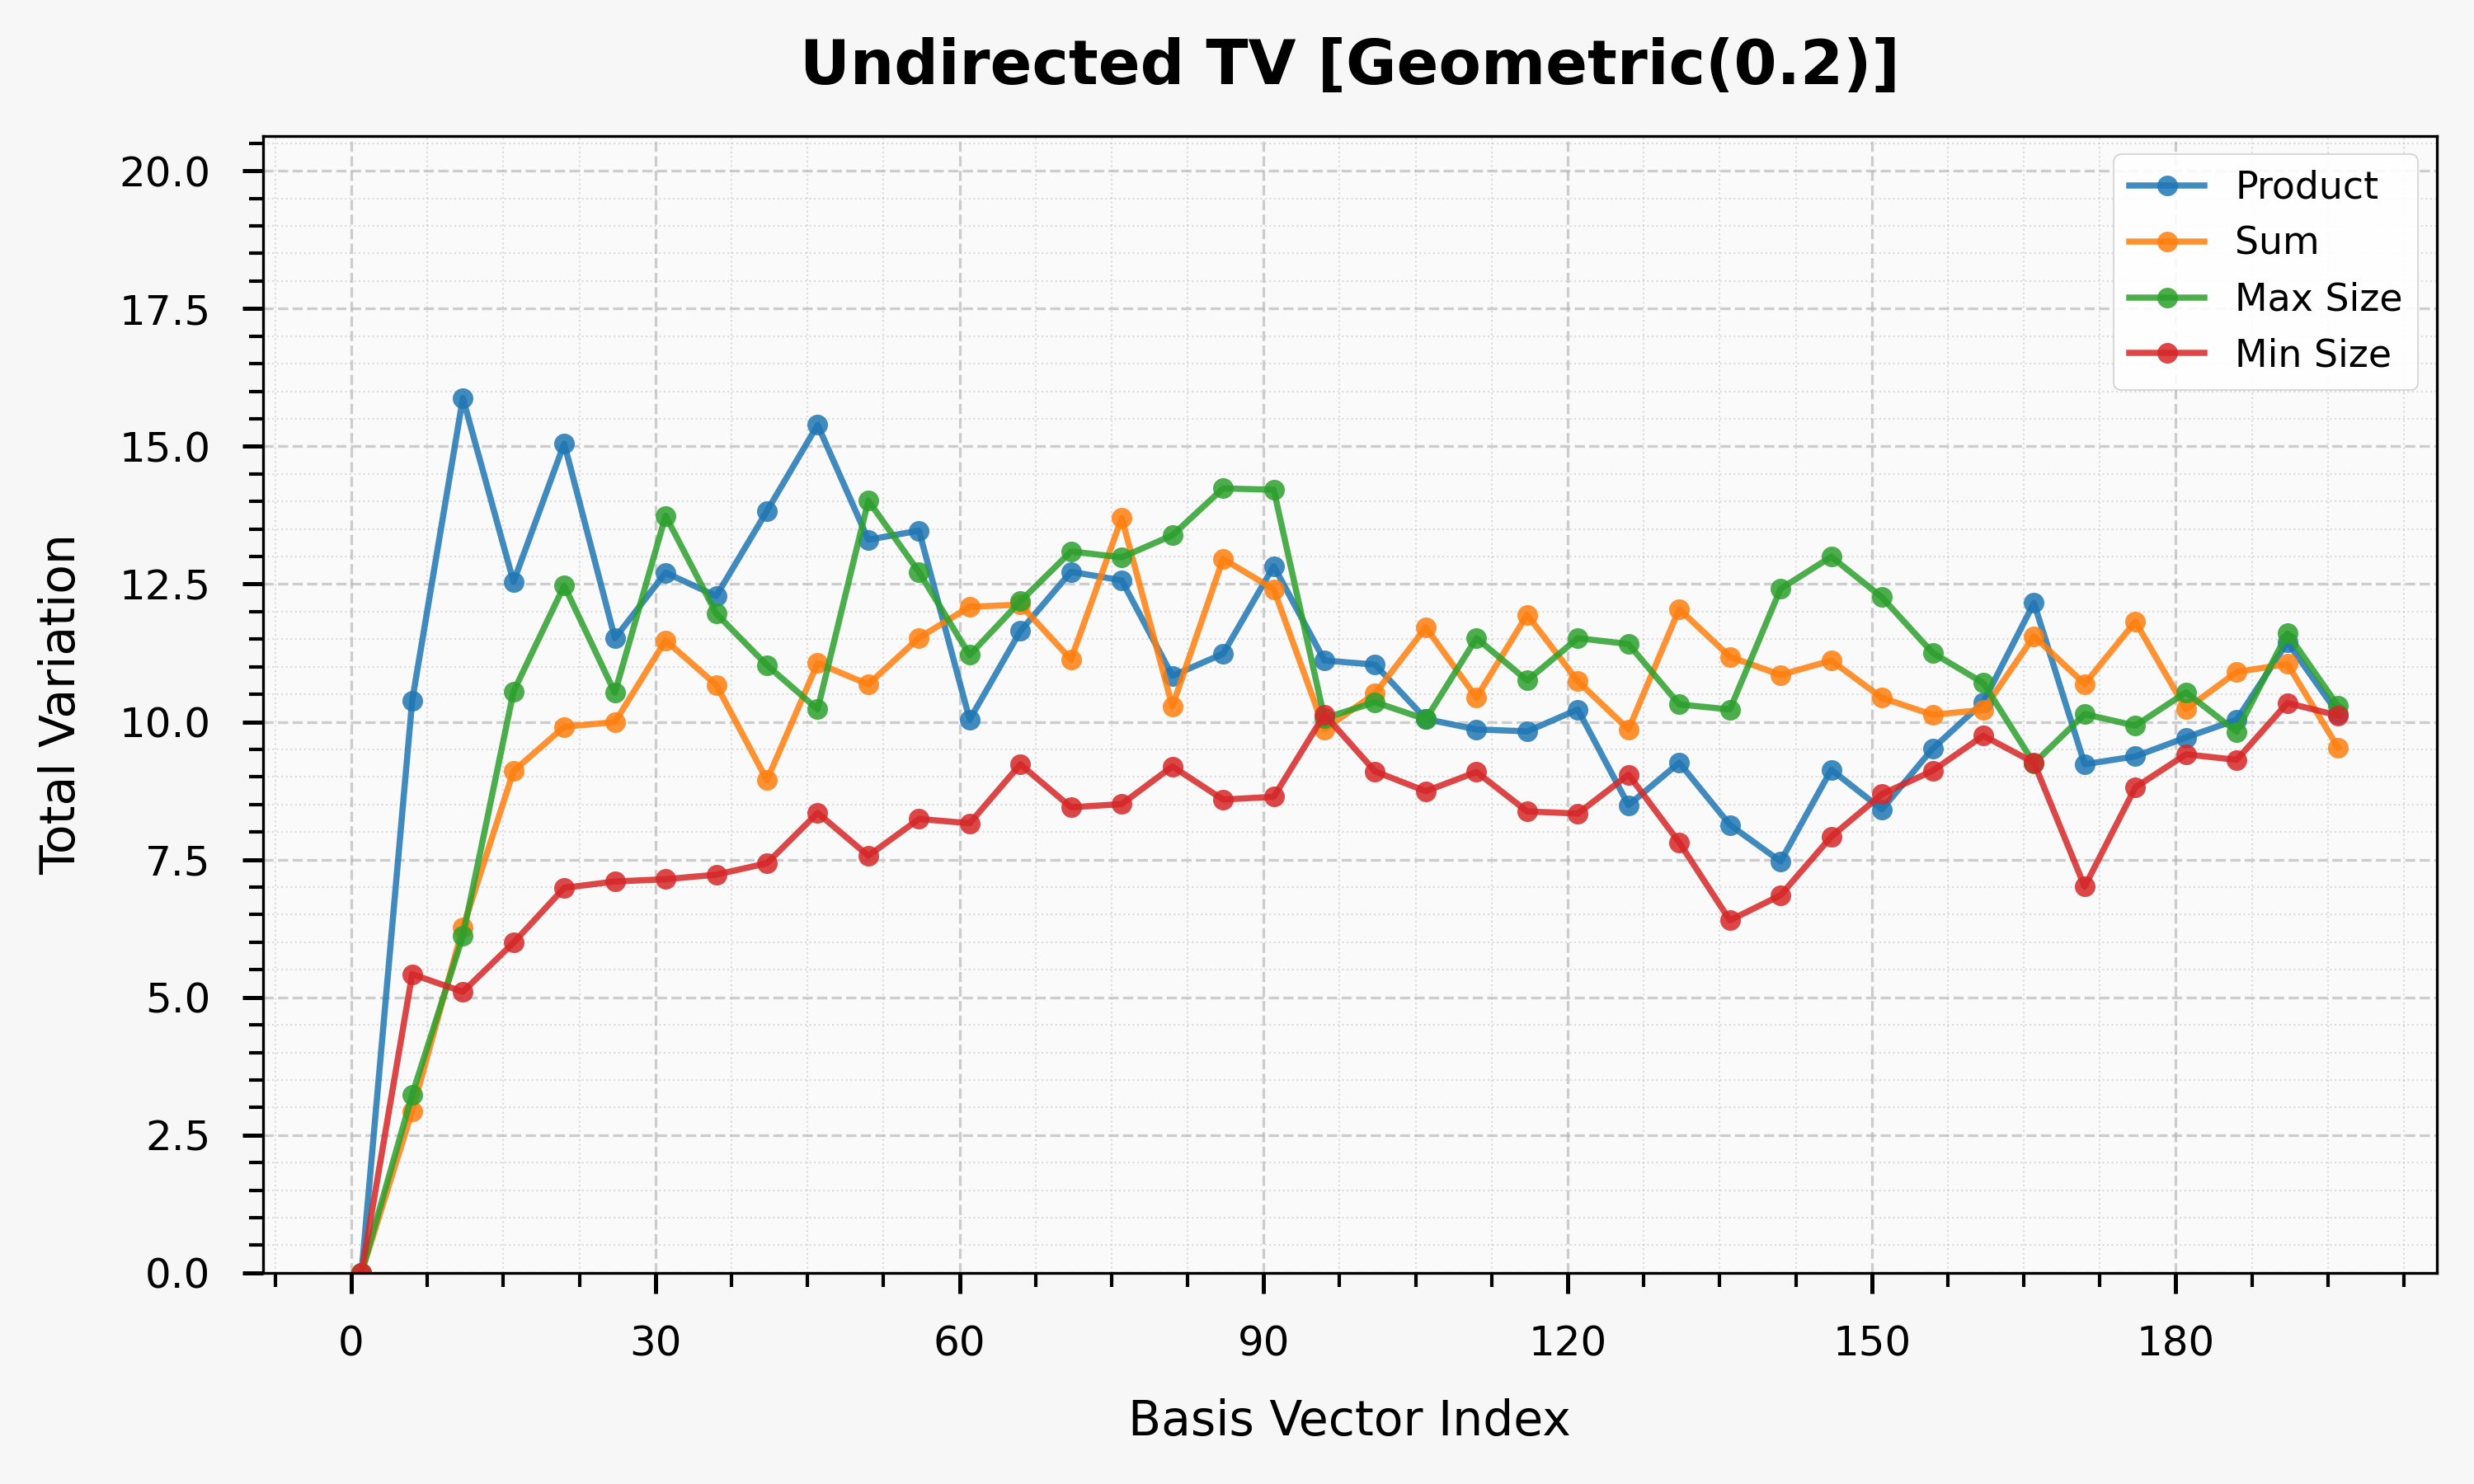 Undirected TV [Geometric(0.2)]
Total Variation
20.0
17.5
15.0
12.5
10.0
7.5
5.0
2.5
0.0
0 30 60 90 120 150 180
Basis Vector Index
Product
Sum
Max Size
Min Size